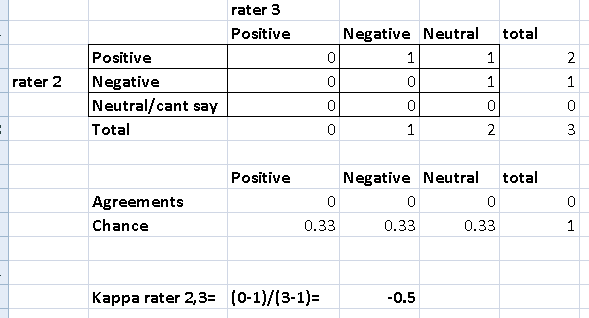 rater 3
Positive Negative Neutral total
Positive 0 1 1 2
rater 2 Negative 0 0 1 1
Neutral/cant say 0 0 0 0
Total 0 1 2 3
Positive Negative Neutral total
Agreements 0 0 0 0
Chance 0.33 0.33 0.33 1
Kappa rater 2,3= (0-1)/(3-1)= -0.5